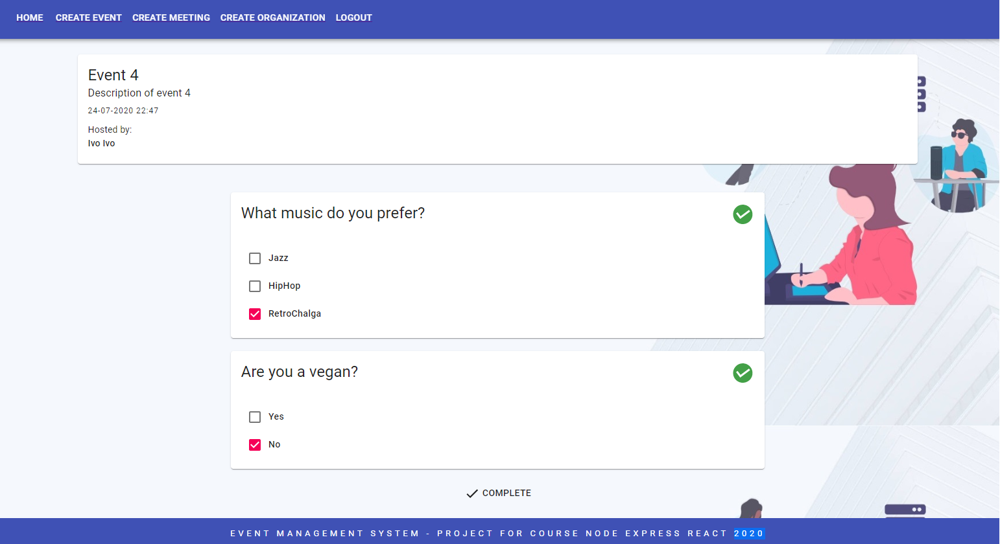 HOME CREATE EVENT CREATE MEETING CREATE ORGANIZATION LOGOUT
Event 4
Description of event 4
24-07-2020 22:47
Hosted by:
Ivo Ivo
What music do you prefer?
Jazz
HipHop
RetroChalga
Are you a vegan?
Yes
No
COMPLETE
EVENT MANAGEMENT SYSTEM - PROJECT FOR COURSE NODE EXPRESS REACT 2020